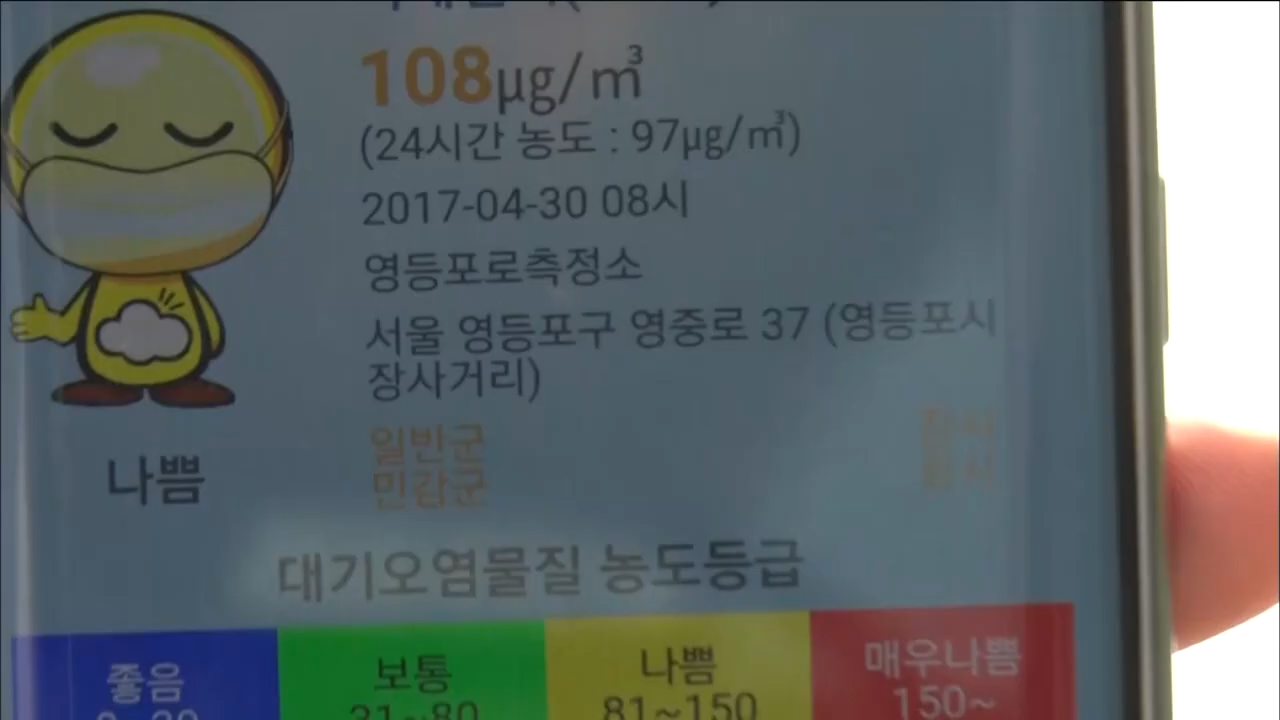 108μg/㎥
(24시간 농도 : 97μg/㎥)
2017-04-30 08시
영등포로측정소
서울 영등포구 영중로 37 (영등포시
장사거리)
일반군
민감군
나쁨
대기오염물질 농도등급
좋음 보통 나쁨 매우나쁨
31~80 81~150 150~